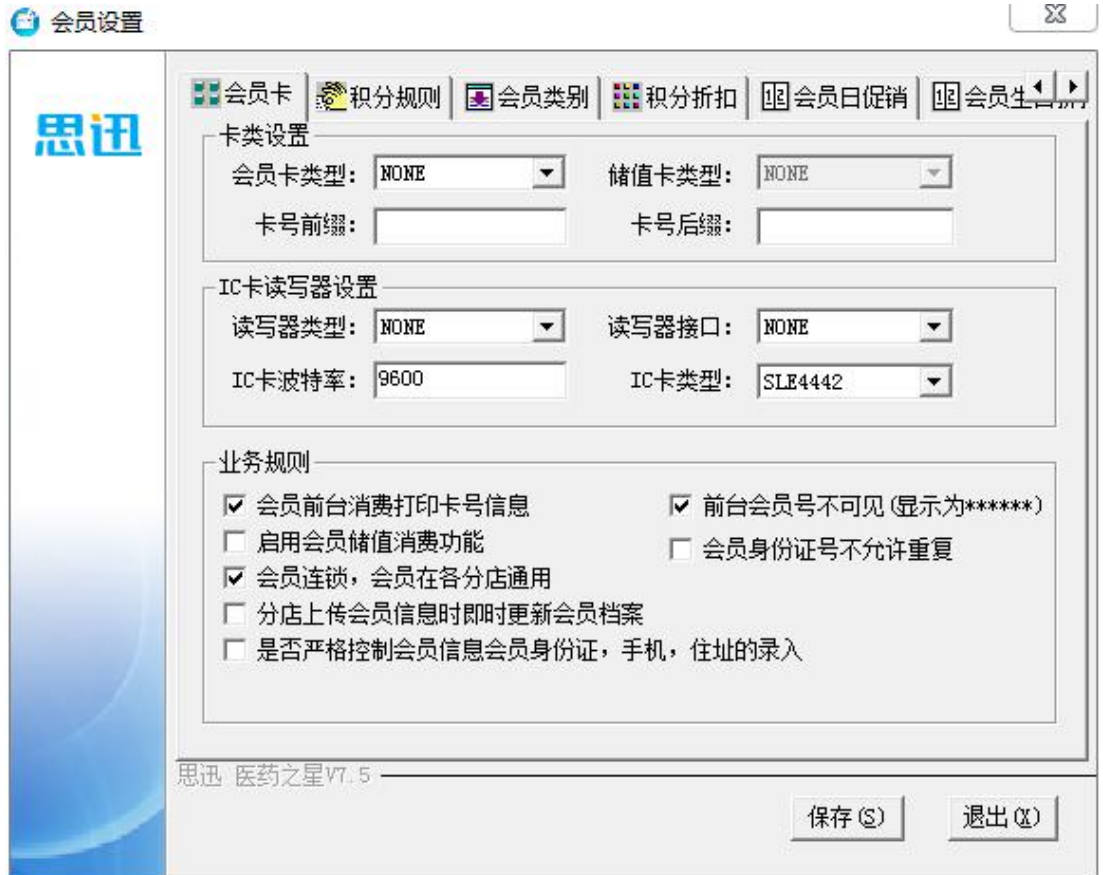 会员设置
思迅
会员卡 积分规则 会员类别 积分折扣 12 会员日促销 12 会员生日折
卡类设置
会员卡类型: NONE 储值卡类型: NONE
卡号前缀: 卡号后缀:
IC卡读写器设置
读写器类型: NONE 读写器接口: NONE
IC卡波特率: 9600 IC卡类型: SLE4442
业务规则
会员前台消费打印卡号信息 前台会员号不可见(显示为******)
启用会员储值消费功能 会员身份证号不允许重复
会员连锁，会员在各分店通用
分店上传会员信息时即时更新会员档案
是否严格控制会员信息会员身份证，手机，住址的录入
思迅 医药之星V7.5
保存(S) 退出(X)